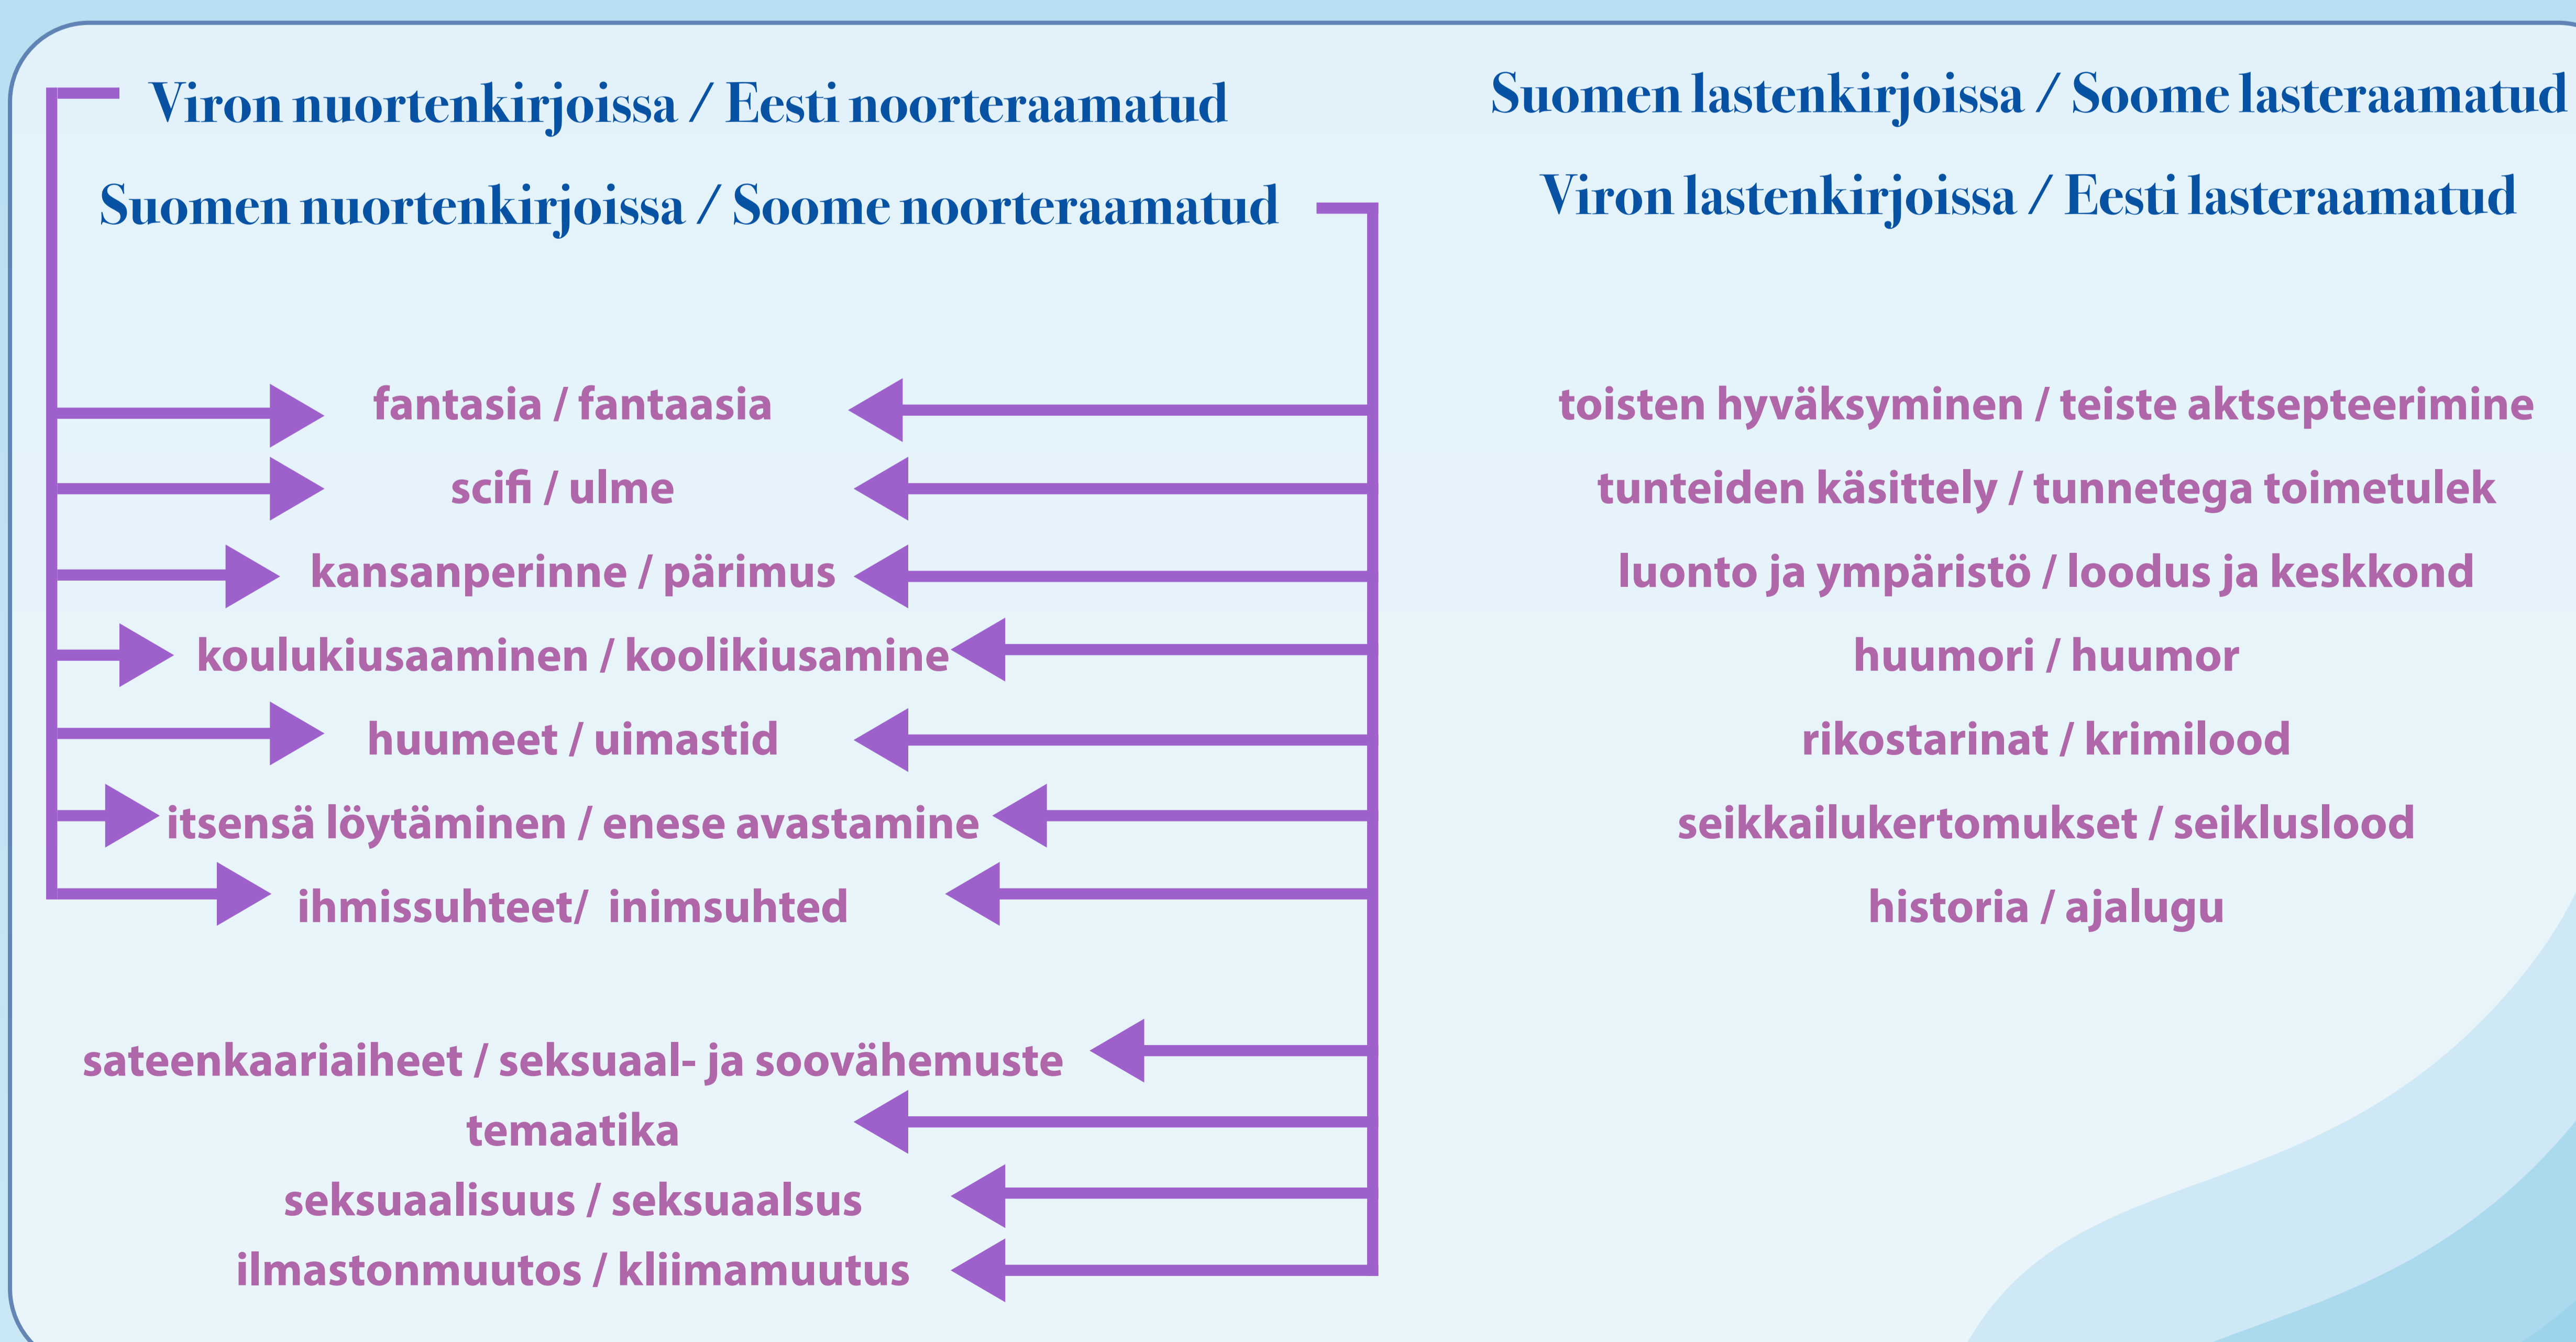 Viron nuortenkirjoissa / Eesti noorteraamatud
Suomen nuortenkirjoissa / Soome noorteraamatud
fantasia / fantaasia
scifi / ulme
kansanperinne / pärimus
koulukiusaaminen / koolikiusamine
huumeet / uimastid
itsensä löytäminen / enese avastamine
ihmissuhteet/ inimsuhted
sateenkaariaiheet / seksuaal- ja soovähemuste
temaatika
seksuaalisuus / seksuaalsus
ilmastonmuutos / kliimamuutus
Suomen lastenkirjoissa / Soome lasteraamatud
Viron lastenkirjoissa / Eesti lasteraamatud
toisten hyväksyminen / teiste aktsepteerimine
tunteiden käsittely / tunnetega toimetulek
luonto ja ympäristö / loodus ja keskkond
huumori / huumor
rikostarinat / krimilood
seikkailukertomukset / seikluslood
historia / ajalugu